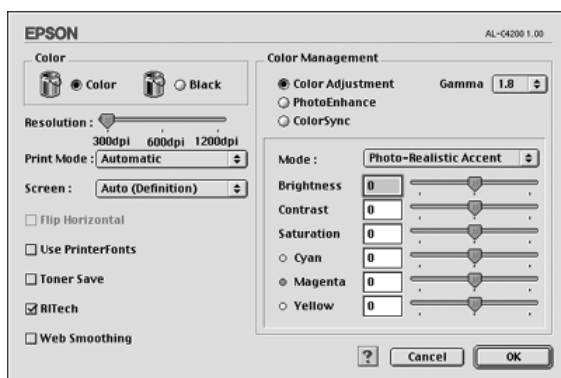 EPSON
AL-C4200 1.00
Color
Color
Black
Resolution :
300dpi 600dpi 1200dpi
Print Mode : Automatic
Screen : Auto (Definition)
Flip Horizontal
Use PrinterFonts
Toner Save
RITech
Web Smoothing
Color Management
Color Adjustment
Gamma 1.8
PhotoEnhance
ColorSync
Mode : Photo-Realistic Accent
Brightness 0
Contrast 0
Saturation 0
Cyan 0
Magenta 0
Yellow 0
? Cancel OK